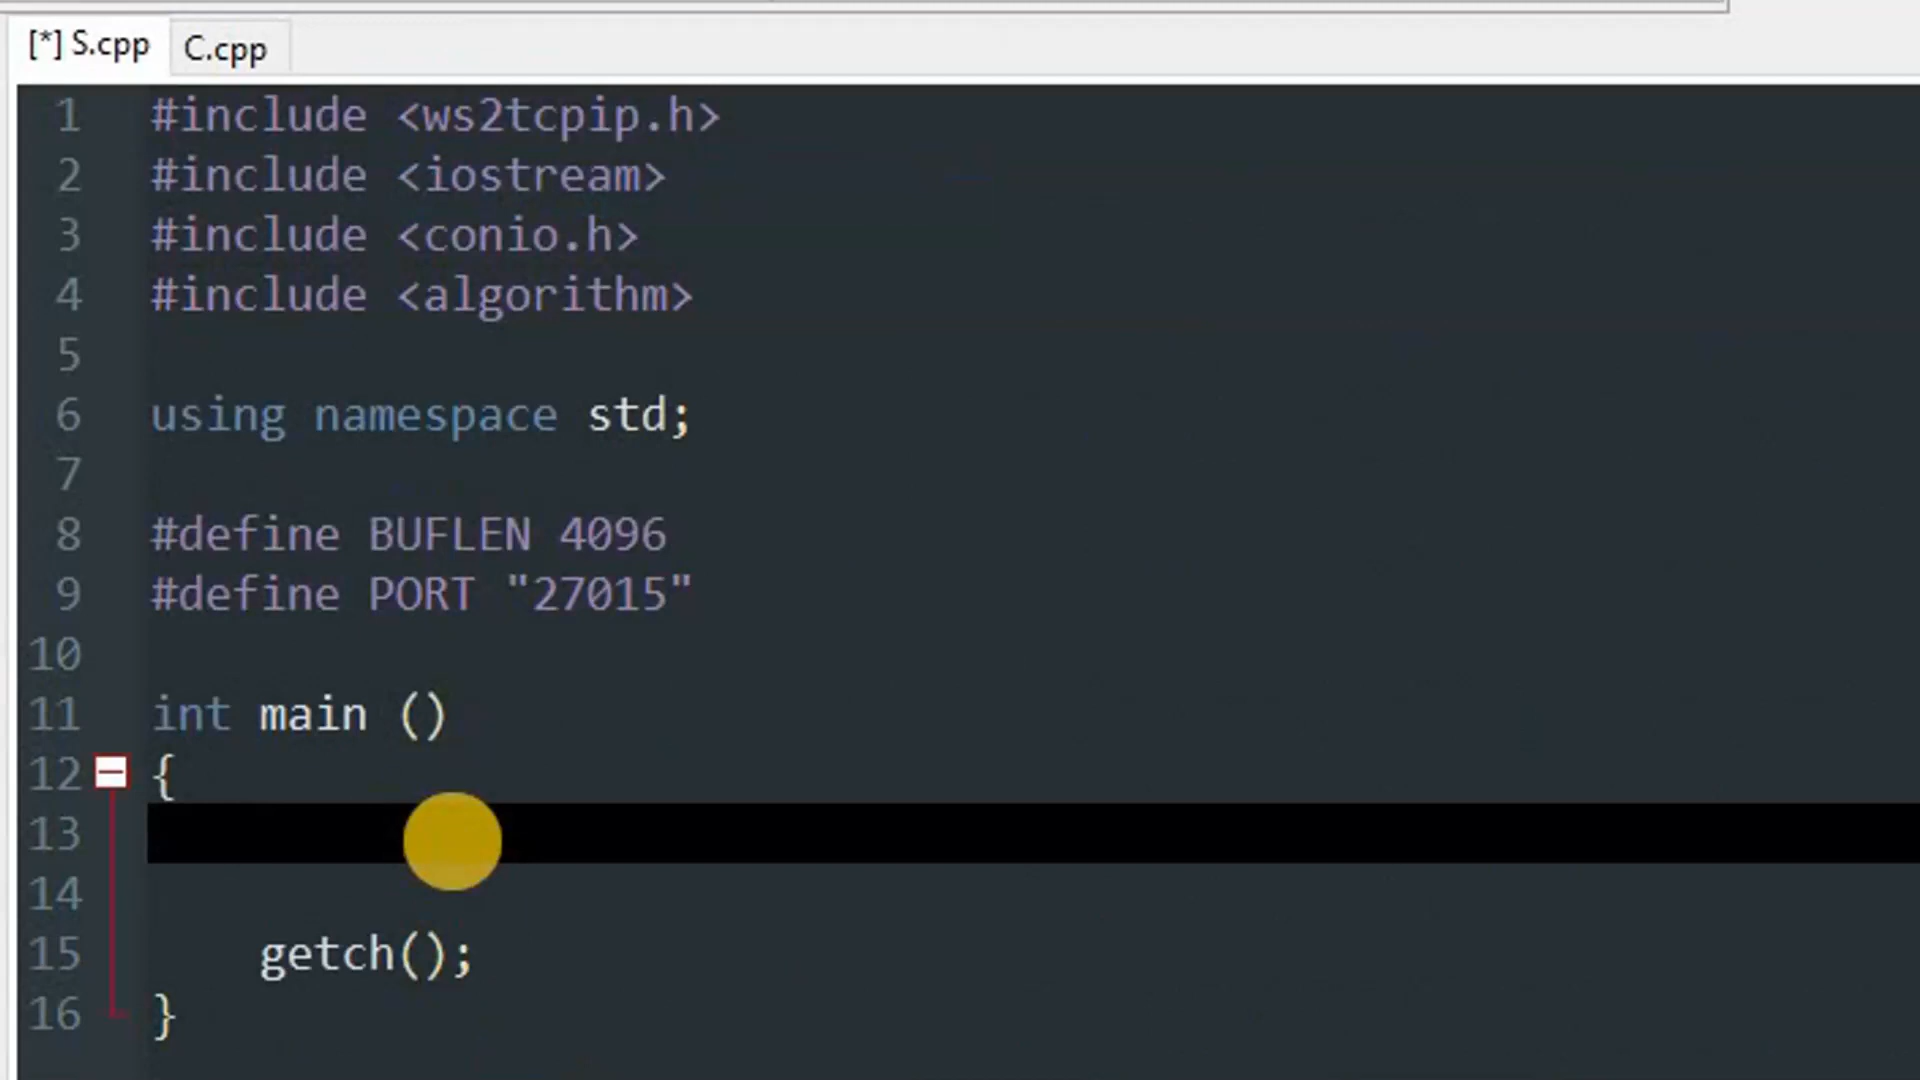 [*] S.cpp C.cpp
1 #include <ws2tcpip.h>
2 #include <iostream>
3 #include <conio.h>
4 #include <algorithm>
5
6 using namespace std;
7
8 #define BUFLEN 4096
9 #define PORT "27015"
10
11 int main ()
12 {
13
14
15 getch();
16 }